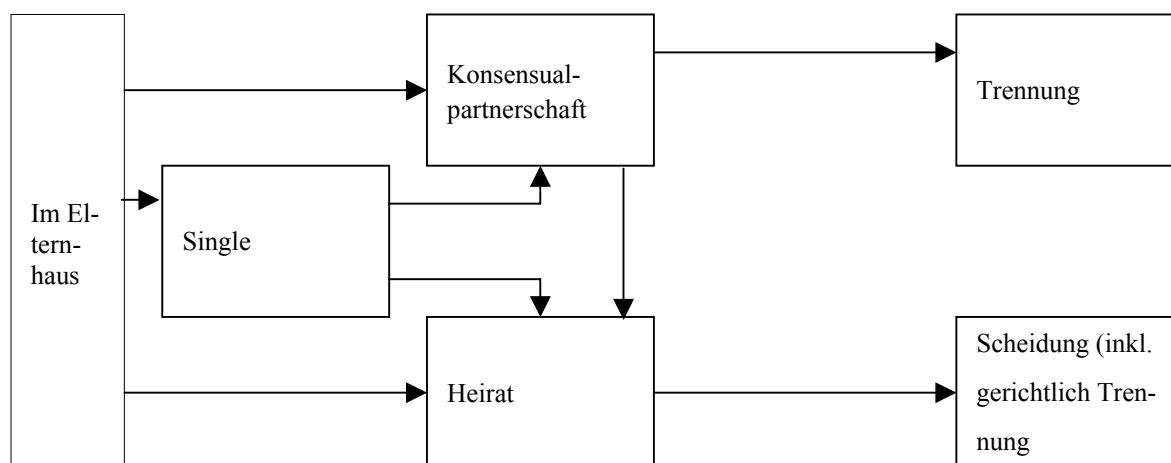 Konsensual-
partnerschaft
Trennung
Im El-
tern-
haus
Single
Heirat
Scheidung (inkl.
gerichtlich Tren-
nung